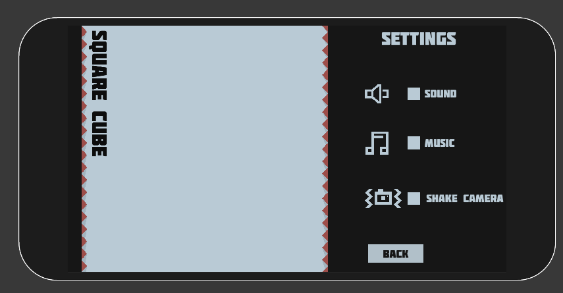 SQUARE CUBE
SETTINGS
SOUND
MUSIC
SHAKE CAMERA
BACK